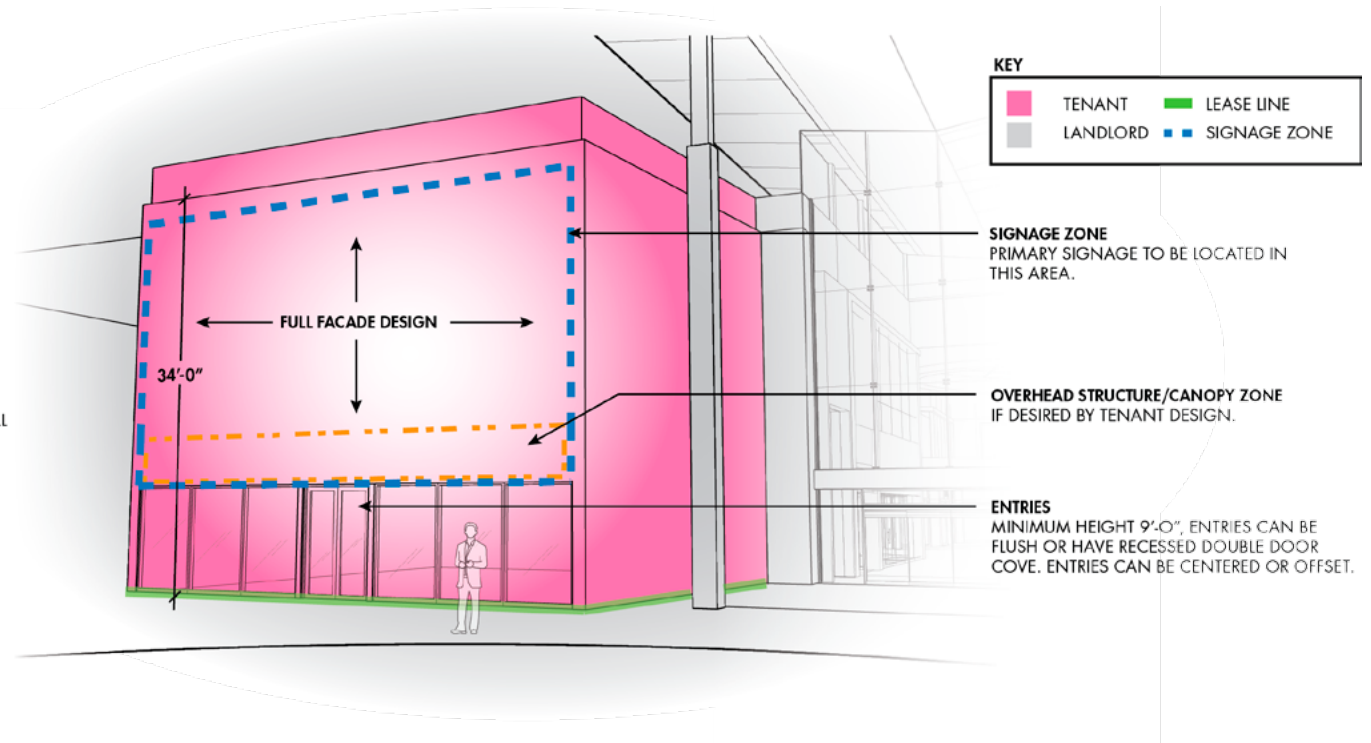 KEY
TENANT
LEASE LINE
LANDLORD
SIGNAGE ZONE
SIGNAGE ZONE
PRIMARY SIGNAGE TO BE LOCATED IN
THIS AREA.
FULL FACADE DESIGN
34'-0"
OVERHEAD STRUCTURE/CANOPY ZONE
IF DESIRED BY TENANT DESIGN.
ENTRIES
MINIMUM HEIGHT 9'-0", ENTRIES CAN BE
FLUSH OR HAVE RECESSED DOUBLE DOOR
COVE. ENTRIES CAN BE CENTERED OR OFFSET.